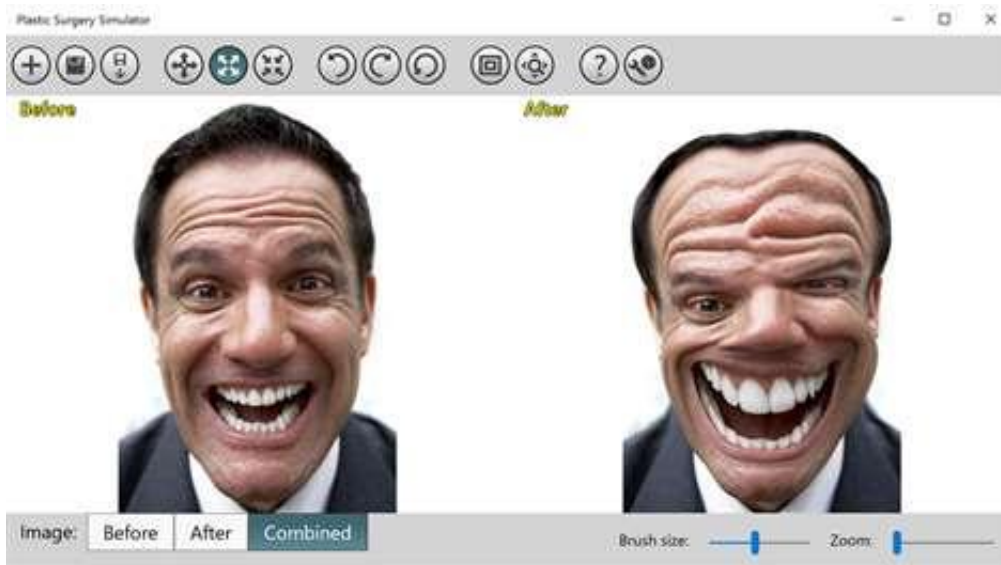 Plastic Surgery Simulator
Before
After
Image: Before After Combined
Brush size: Zoom: